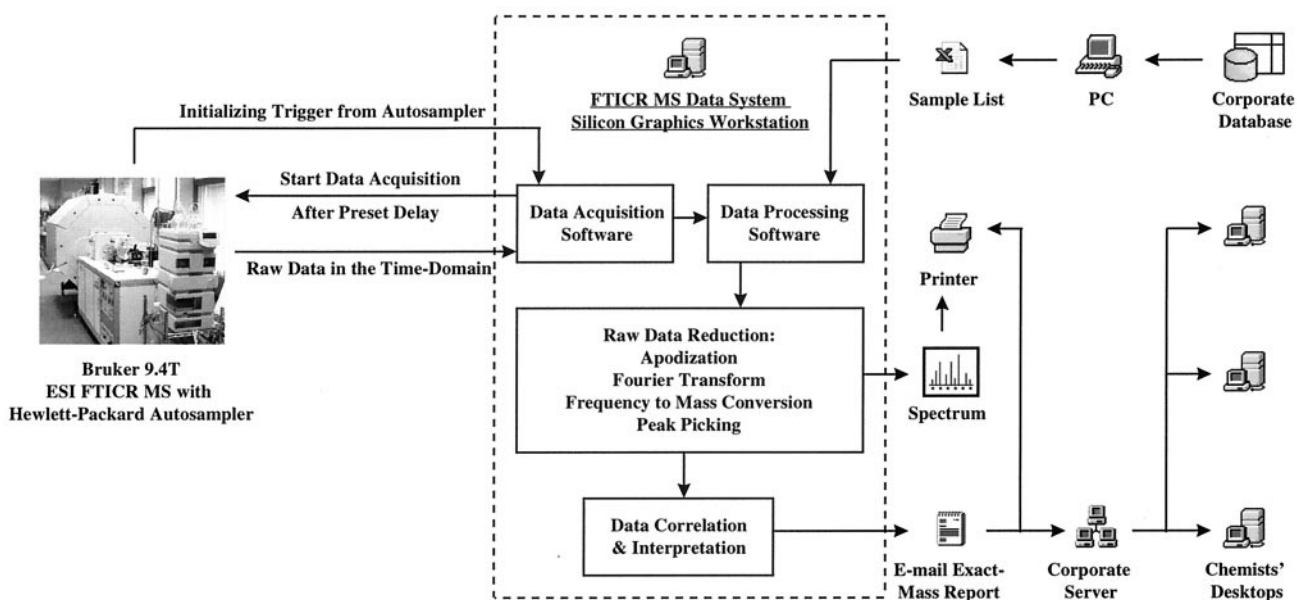 FTICR MS Data System
Silicon Graphics Workstation
Sample List
PC
Corporate
Database
Initializing Trigger from Autosampler
Start Data Acquisition
After Preset Delay
Raw Data in the Time-Domain
Data Acquisition
Software
Data Processing
Software
Printer
Bruker 9.4T
ESI FTICR MS with
Hewlett-Packard Autosampler
Raw Data Reduction:
Apodization
Fourier Transform
Frequency to Mass Conversion
Peak Picking
Spectrum
Data Correlation
& Interpretation
E-mail Exact-
Mass Report
Corporate
Server
Chemists'
Desktops